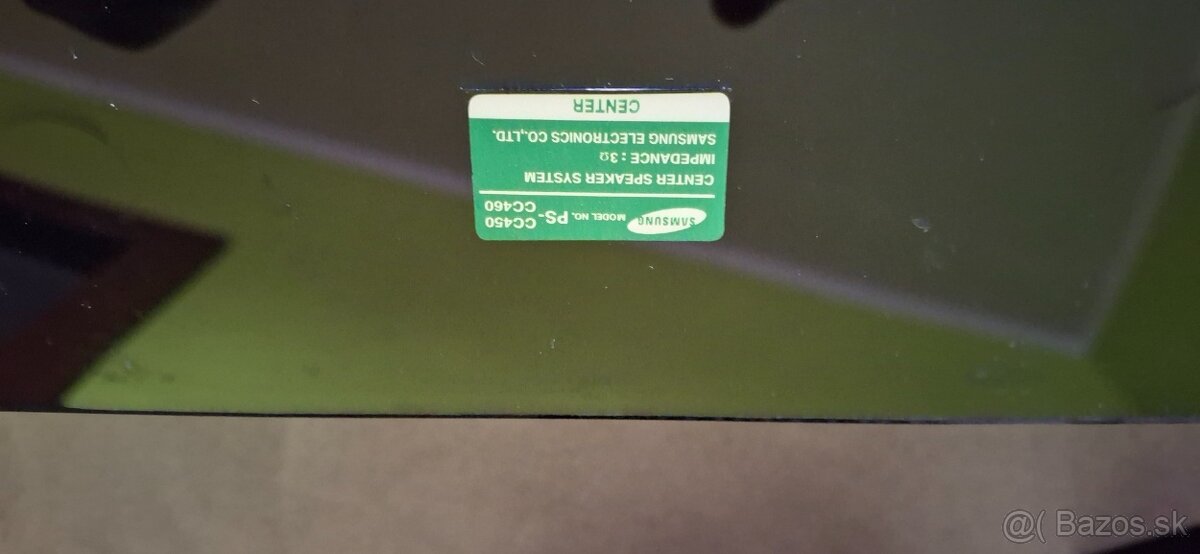 SAMSUNG MODEL NO. PS- CC450
CC460
CENTER SPEAKER SYSTEM
IMPEDANCE : 3Ω
SAMSUNG ELECTRONICS CO.,LTD.
CENTER
@( Bazos.sk